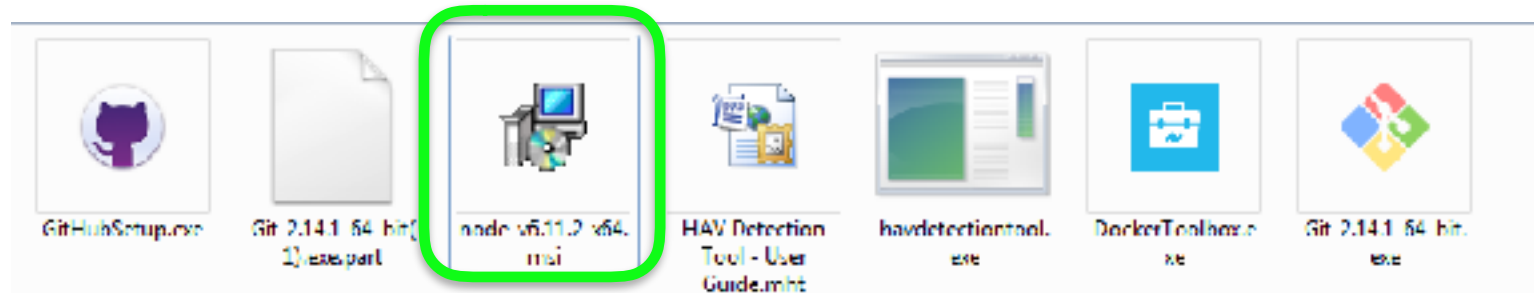 GitHubSetup.exe
Git-2.14.1-64-bit(
1).exe.part
node-v6.11.2-x64.
msi
HAV Detection
Tool - User
Guide.mht
havdetectiontool.
exe
DockerToolbox.e
xe
Git-2.14.1-64-bit.
exe